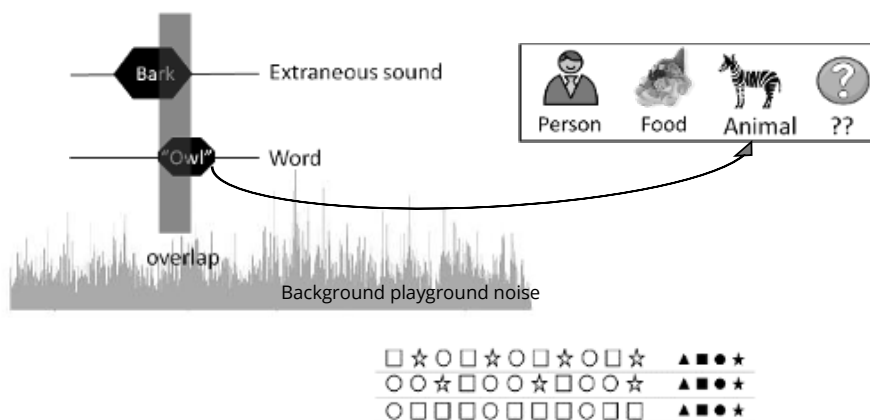 Bark
Extraneous sound
Person
Food
Animal
??
"Owl"
Word
overlap
Background playground noise